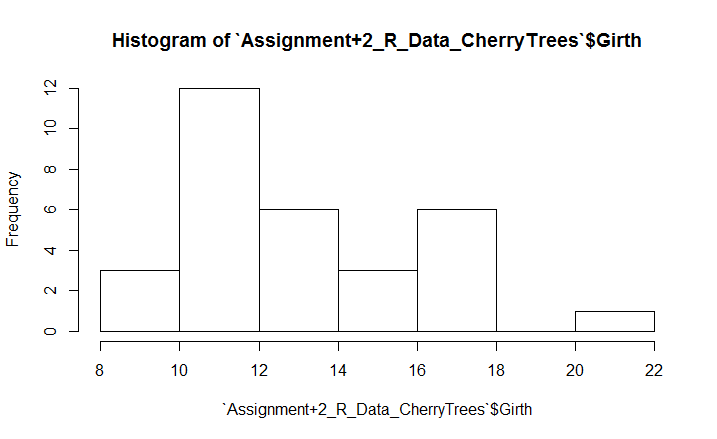 Histogram of `Assignment+2_R_Data_CherryTrees`$Girth
Frequency
12
10
8
6
4
2
0
8 10 12 14 16 18 20 22
`Assignment+2_R_Data_CherryTrees`$Girth